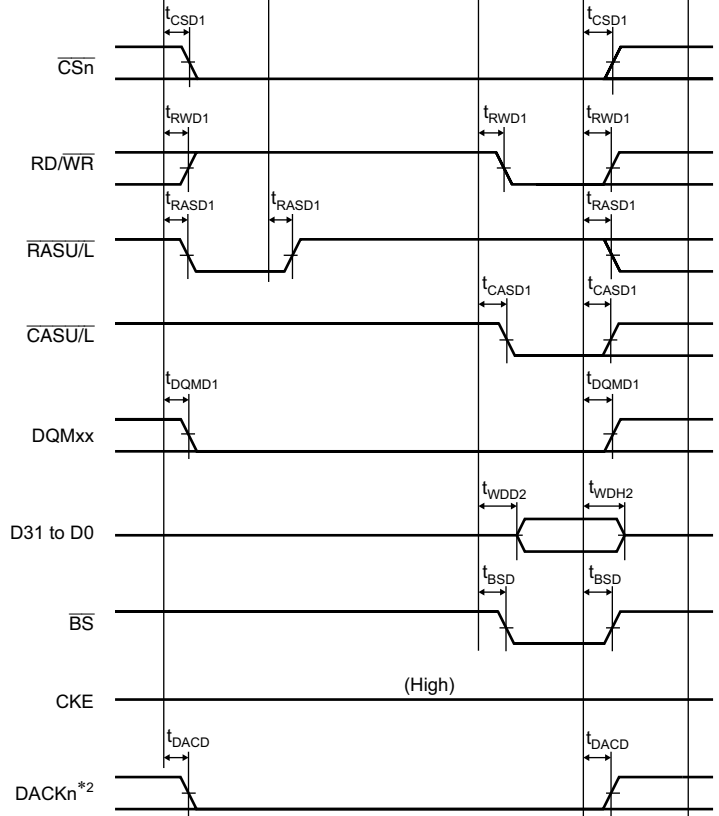 tCSD1 tCSD1
CSn
tRWD1 tRWD1 tRWD1
RD/WR
tRASD1 tRASD1 tRASD1
RASU/L
tCASD1 tCASD1
CASU/L
tDQMD1 tDQMD1
DQMxx
tWDD2 tWDH2
D31 to D0
tBSD tBSD
BS
(High)
CKE
tDACD tDACD
DACKn*2